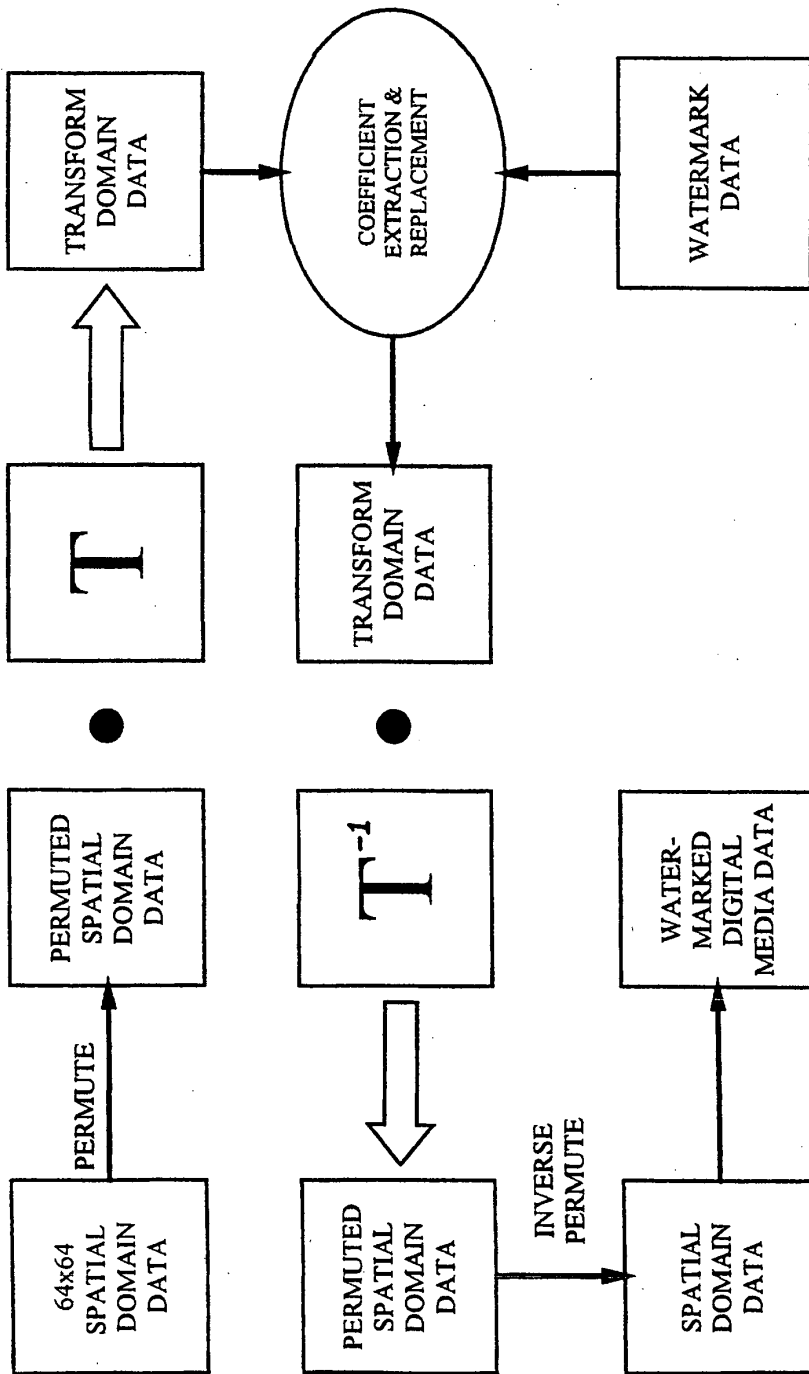 64x64
SPATIAL
DOMAIN
DATA
PERMUTE
PERMUTED
SPATIAL
DOMAIN
DATA
T
TRANSFORM
DOMAIN
DATA
PERMUTED
SPATIAL
DOMAIN
DATA
T⁻¹
TRANSFORM
DOMAIN
DATA
COEFFICIENT
EXTRACTION &
REPLACEMENT
INVERSE
PERMUTE
SPATIAL
DOMAIN
DATA
WATER-
MARKED
DIGITAL
MEDIA DATA
WATERMARK
DATA